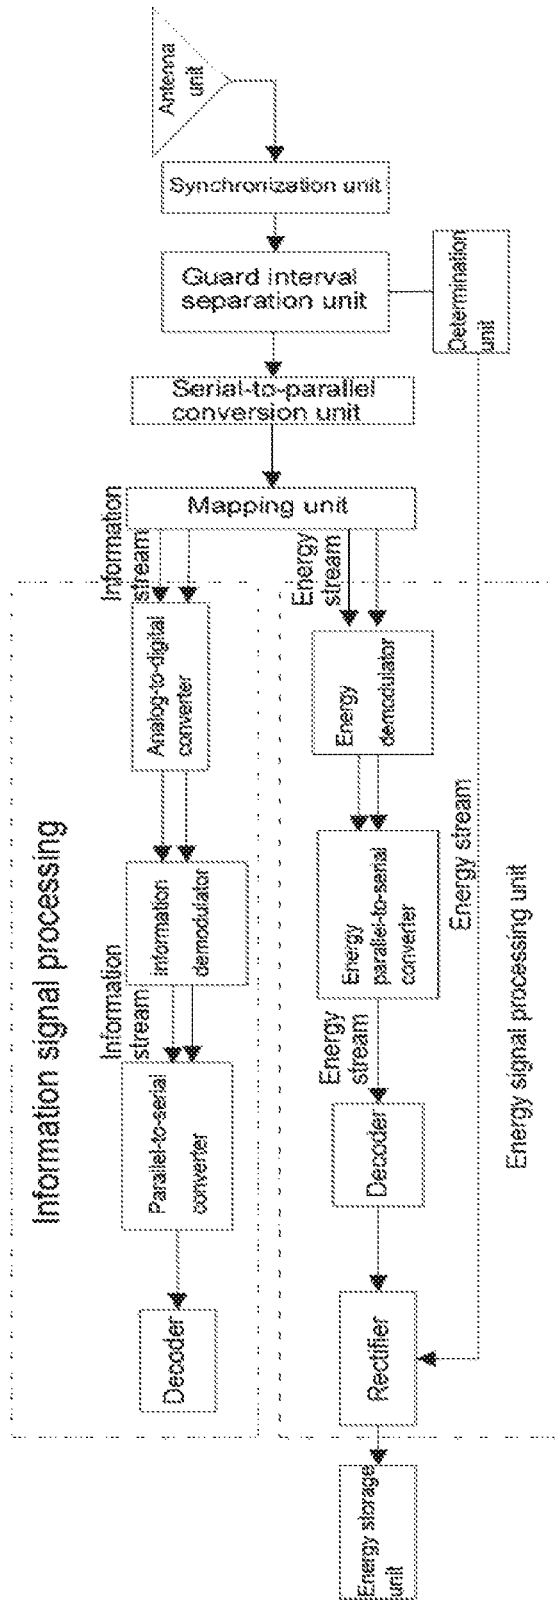 Antenna
unit
Synchronization unit
Guard interval
separation unit
Determination
unit
Serial-to-parallel
conversion unit
Mapping unit
Information
stream
Energy
stream
Analog-to-digital
converter
Energy
demodulator
Information signal processing
Information
demodulator
Energy
parallel-to-serial
converter
Energy stream
Information
stream
Energy
stream
Parallel-to-serial
converter
Decoder
Energy signal processing unit
Decoder
Rectifier
Energy storage
unit